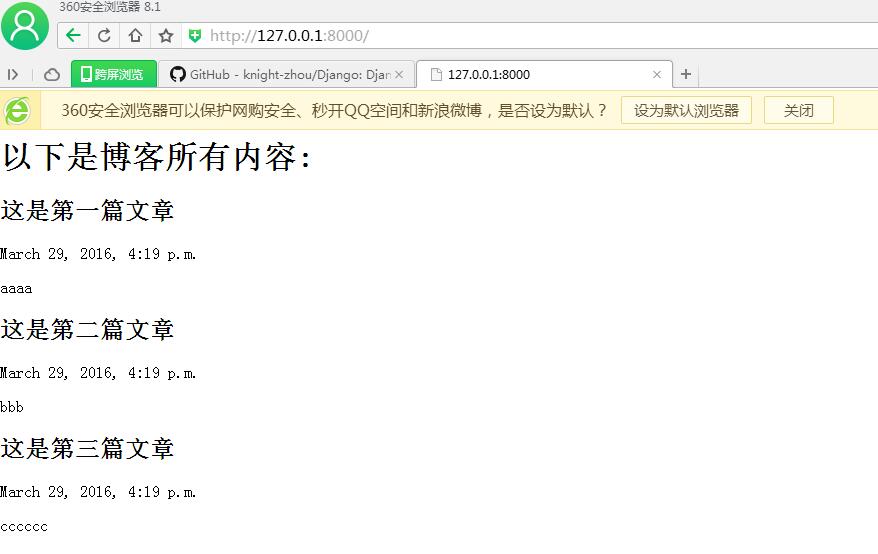 360安全浏览器 8.1
http://127.0.0.1:8000/
跨屏浏览 GitHub - knight-zhou/Django: Djan 127.0.0.1:8000
360安全浏览器可以保护网购安全、秒开QQ空间和新浪微博，是否设为默认？ 设为默认浏览器 关闭
以下是博客所有内容:
这是第一篇文章
March 29, 2016, 4:19 p.m.
aaaa
这是第二篇文章
March 29, 2016, 4:19 p.m.
bbb
这是第三篇文章
March 29, 2016, 4:19 p.m.
cccccc